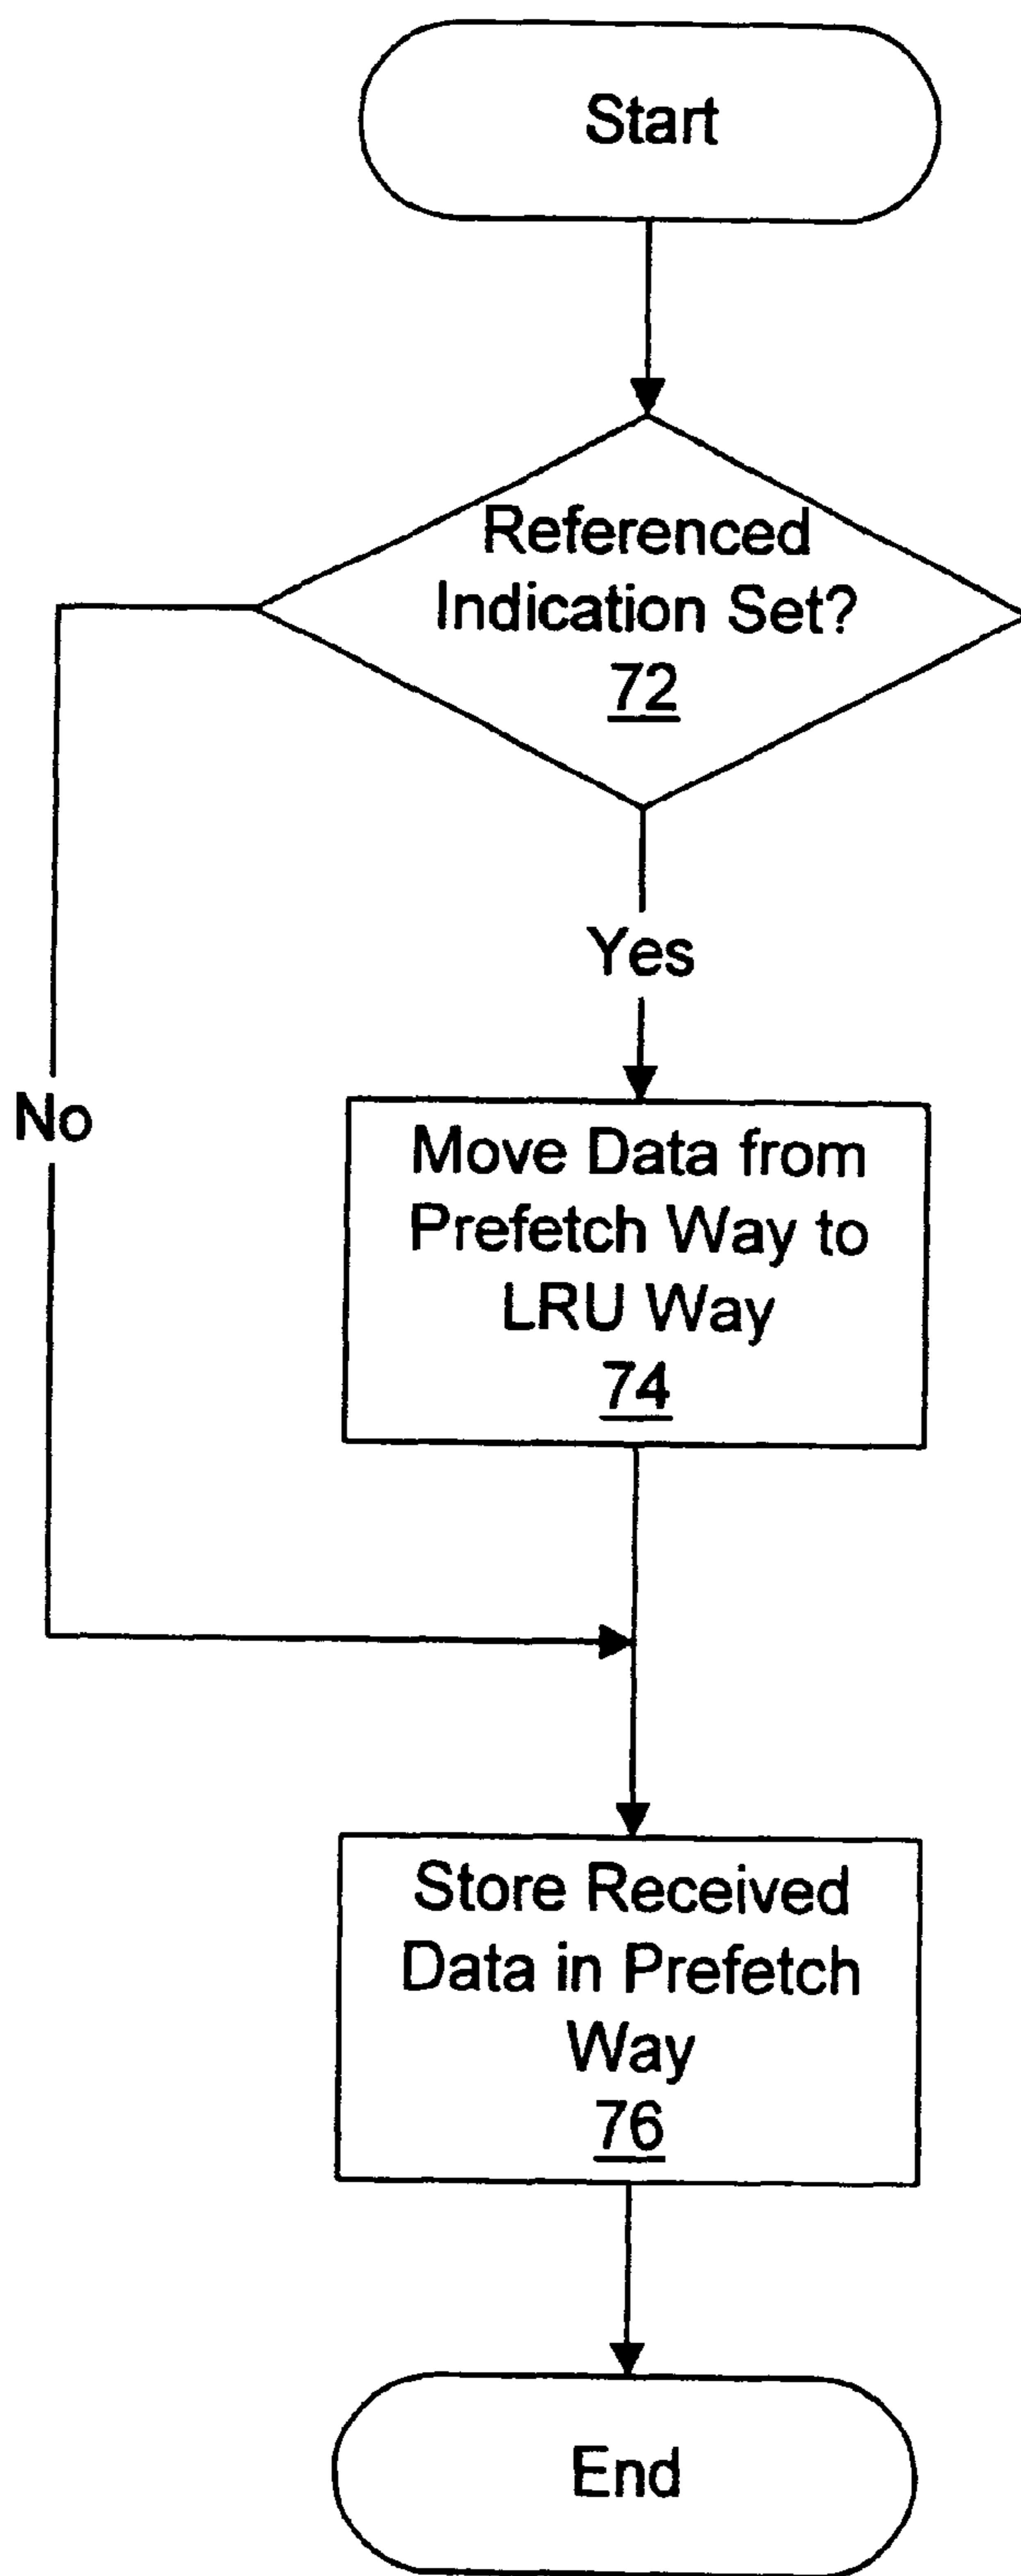 Start
Referenced
Indication Set?
72
Yes
No
Move Data from
Prefetch Way to
LRU Way
74
Store Received
Data in Prefetch
Way
76
End